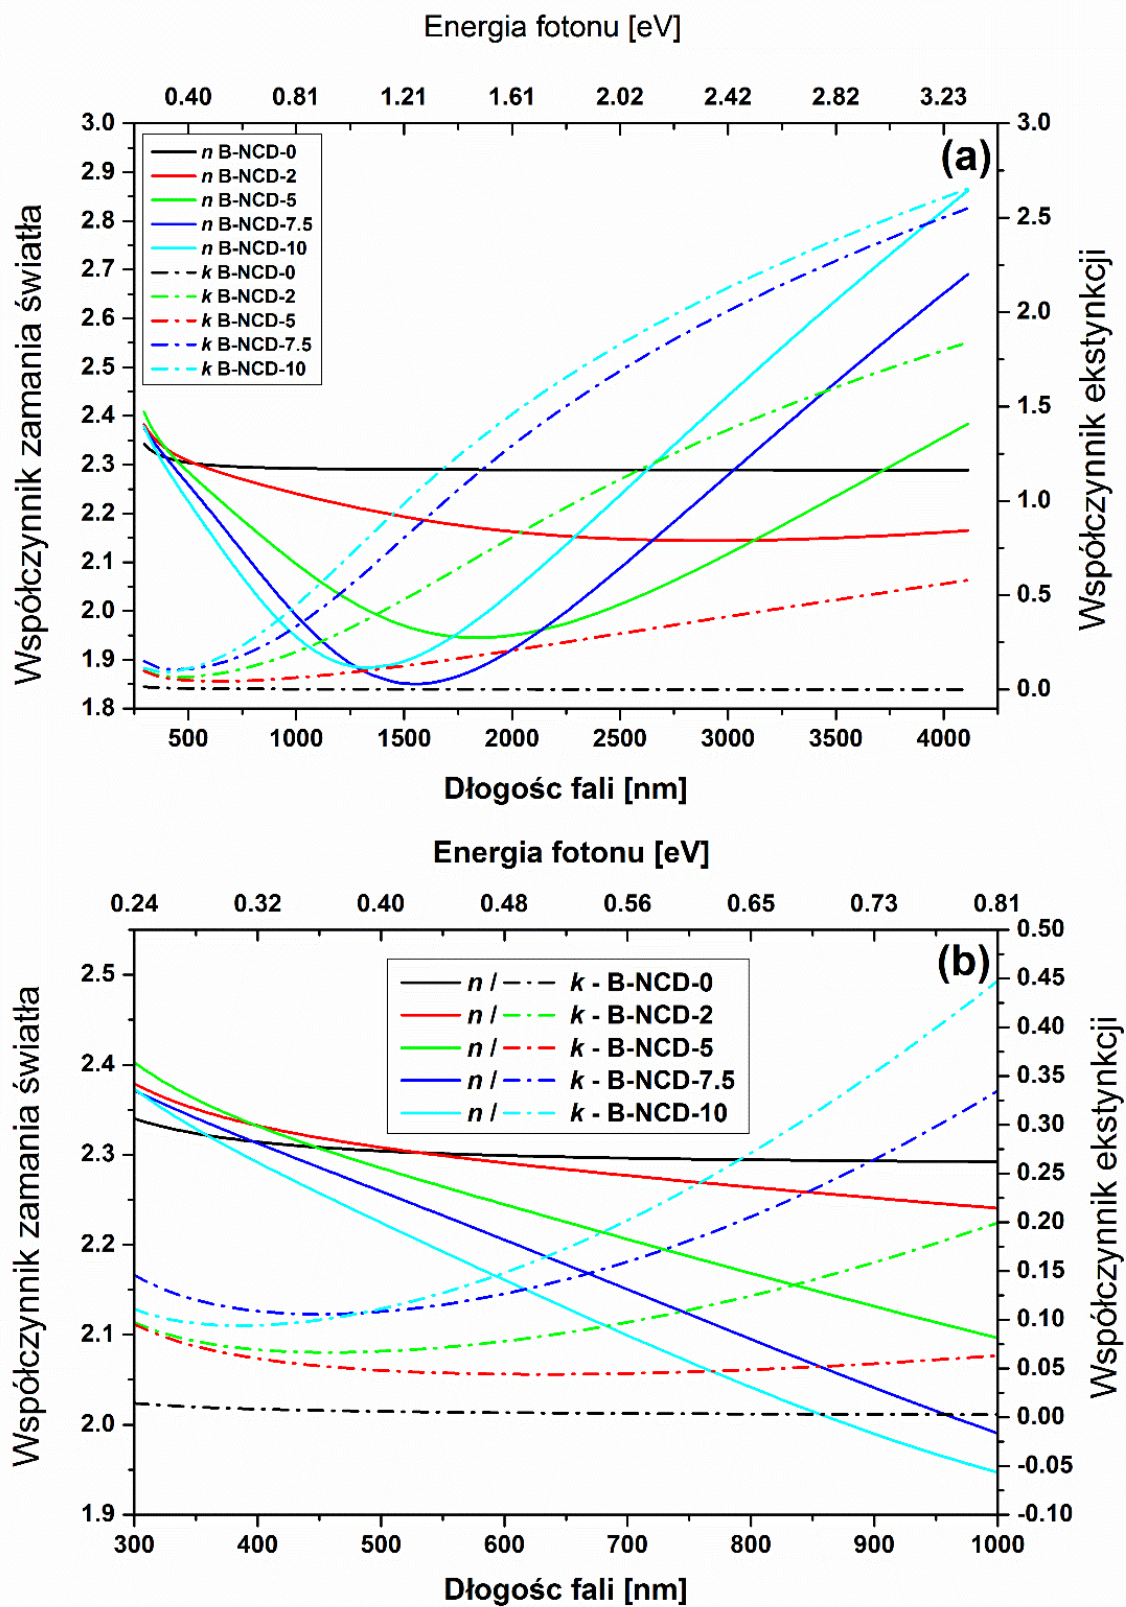 Energia fotonu [eV]
0.40 0.81 1.21 1.61 2.02 2.42 2.82 3.23
(a)
Współczynnik zamania światła
3.0
2.9
2.8
2.7
2.6
2.5
2.4
2.3
2.2
2.1
2.0
1.9
1.8
n B-NCD-0
n B-NCD-2
n B-NCD-5
n B-NCD-7.5
n B-NCD-10
k B-NCD-0
k B-NCD-2
k B-NCD-5
k B-NCD-7.5
k B-NCD-10
3.0
2.5
2.0
1.5
1.0
0.5
0.0
Współczynnik ekstynkcji
500 1000 1500 2000 2500 3000 3500 4000
Długośc fali [nm]
Energia fotonu [eV]
0.24 0.32 0.40 0.48 0.56 0.65 0.73 0.81
(b)
Współczynnik zamania światła
2.5
2.4
2.3
2.2
2.1
2.0
1.9
n / k - B-NCD-0
n / k - B-NCD-2
n / k - B-NCD-5
n / k - B-NCD-7.5
n / k - B-NCD-10
0.50
0.45
0.40
0.35
0.30
0.25
0.20
0.15
0.10
0.05
0.00
-0.05
-0.10
Współczynnik ekstynkcji
300 400 500 600 700 800 900 1000
Długośc fali [nm]